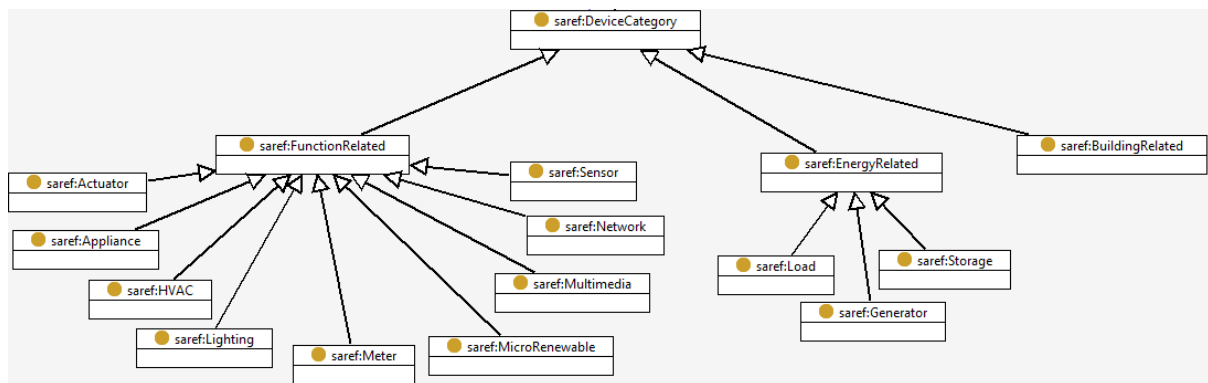 saref:DeviceCategory
saref:FunctionRelated
saref:BuildingRelated
saref:EnergyRelated
saref:Sensor
saref:Actuator
saref:Network
saref:Appliance
saref:Load
saref:Storage
saref:HVAC
saref:Multimedia
saref:Generator
saref:Lighting
saref:MicroRenewable
saref:Meter